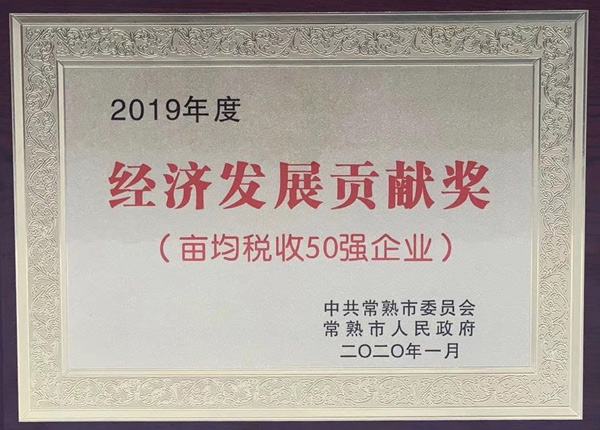 2019年度
经济发展贡献奖
（亩均税收50强企业）
中共常熟市委员会
常熟市人民政府
二〇二〇年一月